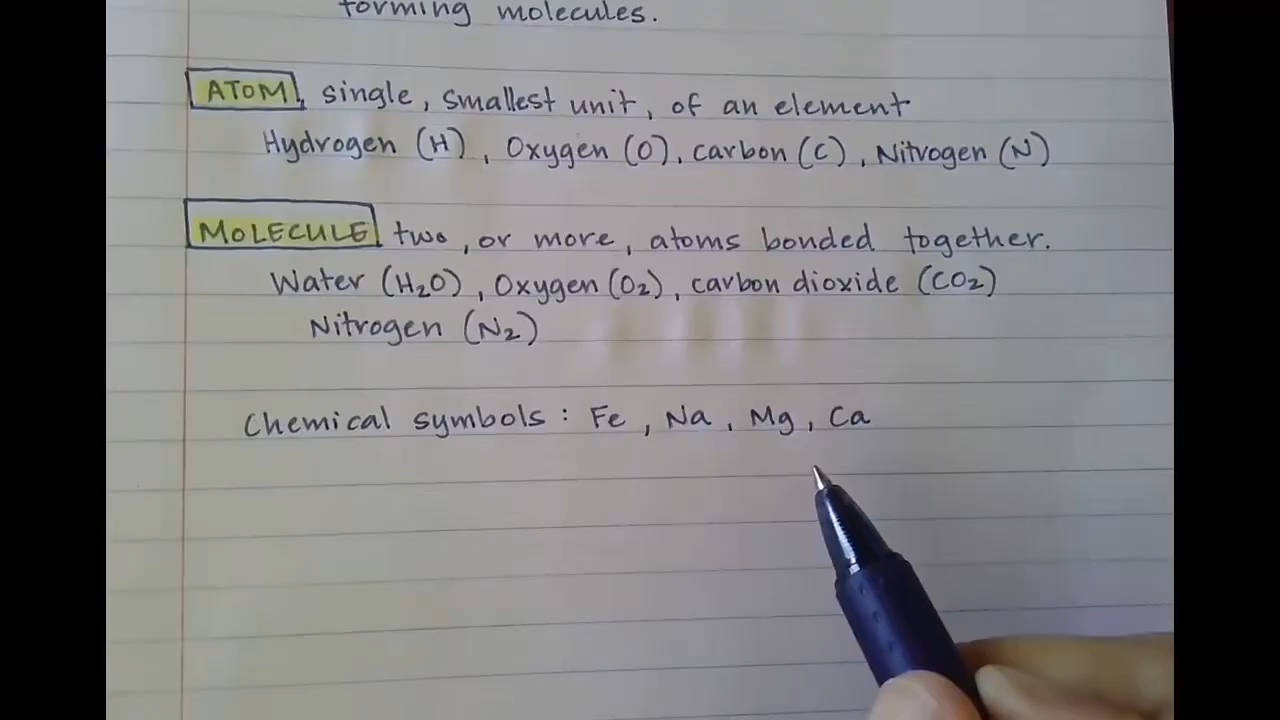 forming molecules.
ATOM, single, smallest unit, of an element
Hydrogen (H), Oxygen (O), carbon (C), Nitrogen (N)
MOLECULE two, or more, atoms bonded together.
Water (H₂O), Oxygen (O₂), carbon dioxide (CO₂)
Nitrogen (N₂)
Chemical symbols: Fe, Na, Mg, Ca